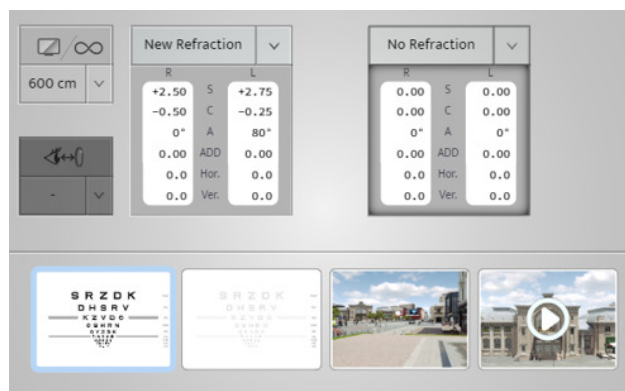 600 cm
-
New Refraction
R L
+2.50 S +2.75
−0.50 C −0.25
0° A 80°
0.00 ADD 0.00
0.0 Hor. 0.0
0.0 Ver. 0.0
No Refraction
R L
0.00 S 0.00
0.00 C 0.00
0° A 0°
0.00 ADD 0.00
0.0 Hor. 0.0
0.0 Ver. 0.0
S R Z D K
D H S R V
K Z V D C
S R Z D K
D H S R V